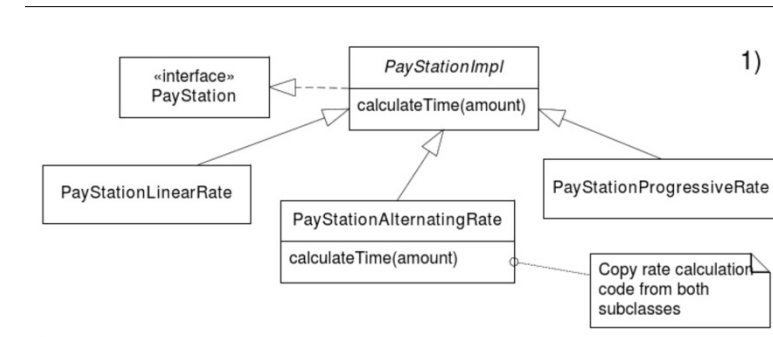 1)
«interface»
PayStation
PayStationImpl
calculateTime(amount)
PayStationLinearRate
PayStationAlternatingRate
calculateTime(amount)
PayStationProgressiveRate
Copy rate calculation
code from both
subclasses